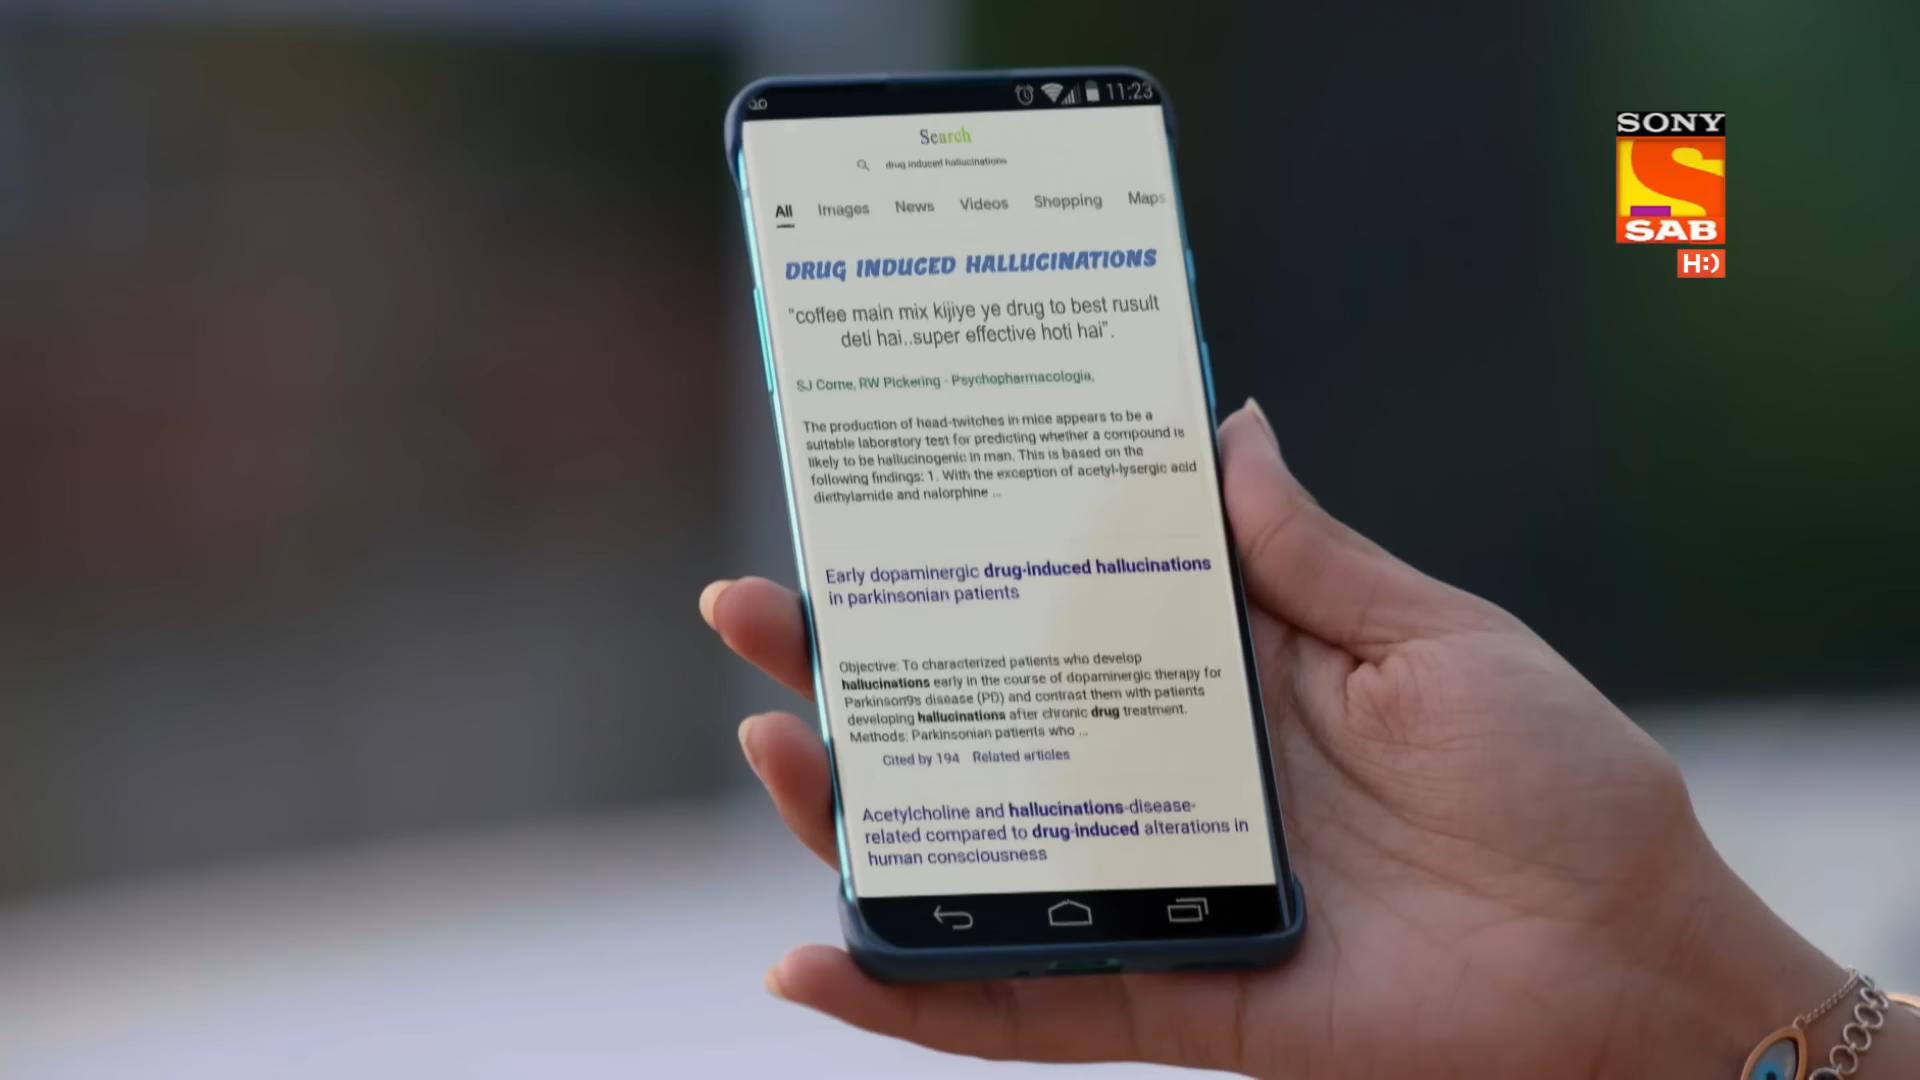 11:23
Search
drug induced hallucinations
All Images News Videos Shopping Maps
DRUG INDUCED HALLUCINATIONS
"coffee main mix kijiye ye drug to best rusult
deti hai..super effective hoti hai".
SJ Corne, RW Pickering - Psychopharmacologia,
The production of head-twitches in mice appears to be a
suitable laboratory test for predicting whether a compound is
likely to be hallucinogenic in man. This is based on the
following findings: 1. With the exception of acetyl-lysergic acid
diethylamide and nalorphine ...
Early dopaminergic drug-induced hallucinations
in parkinsonian patients
Objective: To characterized patients who develop
hallucinations early in the course of dopaminergic therapy for
Parkinson9s disease (PD) and contrast them with patients
developing hallucinations after chronic drug treatment.
Methods: Parkinsonian patients who ...
Cited by 194 Related articles
Acetylcholine and hallucinations-disease-
related compared to drug-induced alterations in
human consciousness
SONY
SAB
H:)